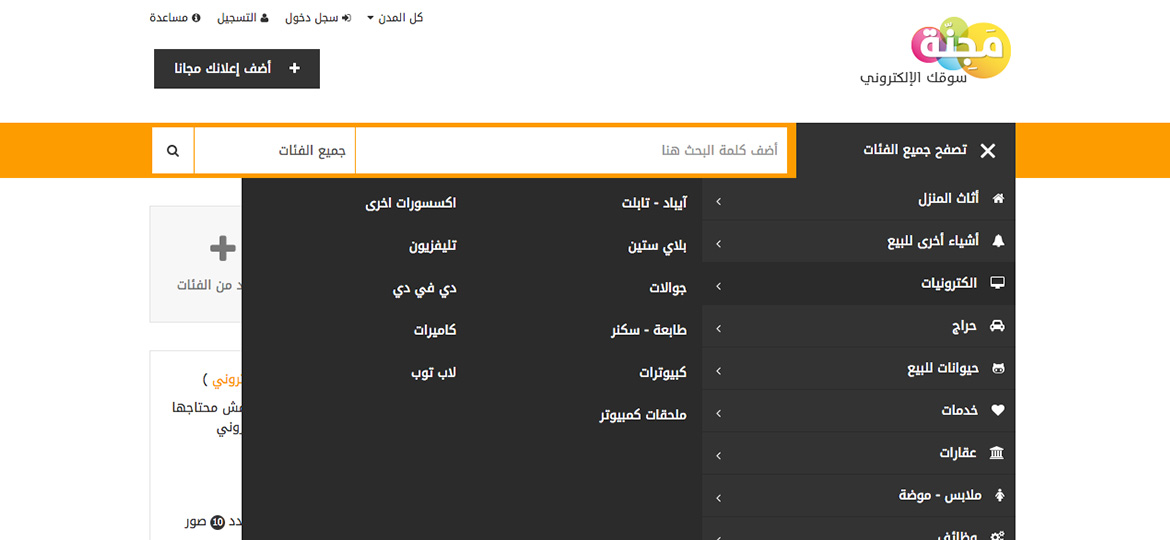 كل المدن
سجل دخول
التسجيل
مساعدة
مَجِنَّة
سوقك الإلكتروني
أضف إعلانك مجانا
تصفح جميع الفئات
أضف كلمة البحث هنا
جميع الفئات
أثاث المنزل
أشياء أخرى للبيع
الكترونيات
حراج
حيوانات للبيع
خدمات
عقارات
ملابس - موضة
وظائف
آيباد - تابلت
بلاي ستين
جوالات
طابعة - سكنر
كبيوترات
ملحقات كمبيوتر
اكسسورات اخرى
تليفزيون
دي في دي
كاميرات
لاب توب
د من الفئات
تروني )
ش محتاجها
روني
دد 10 صور